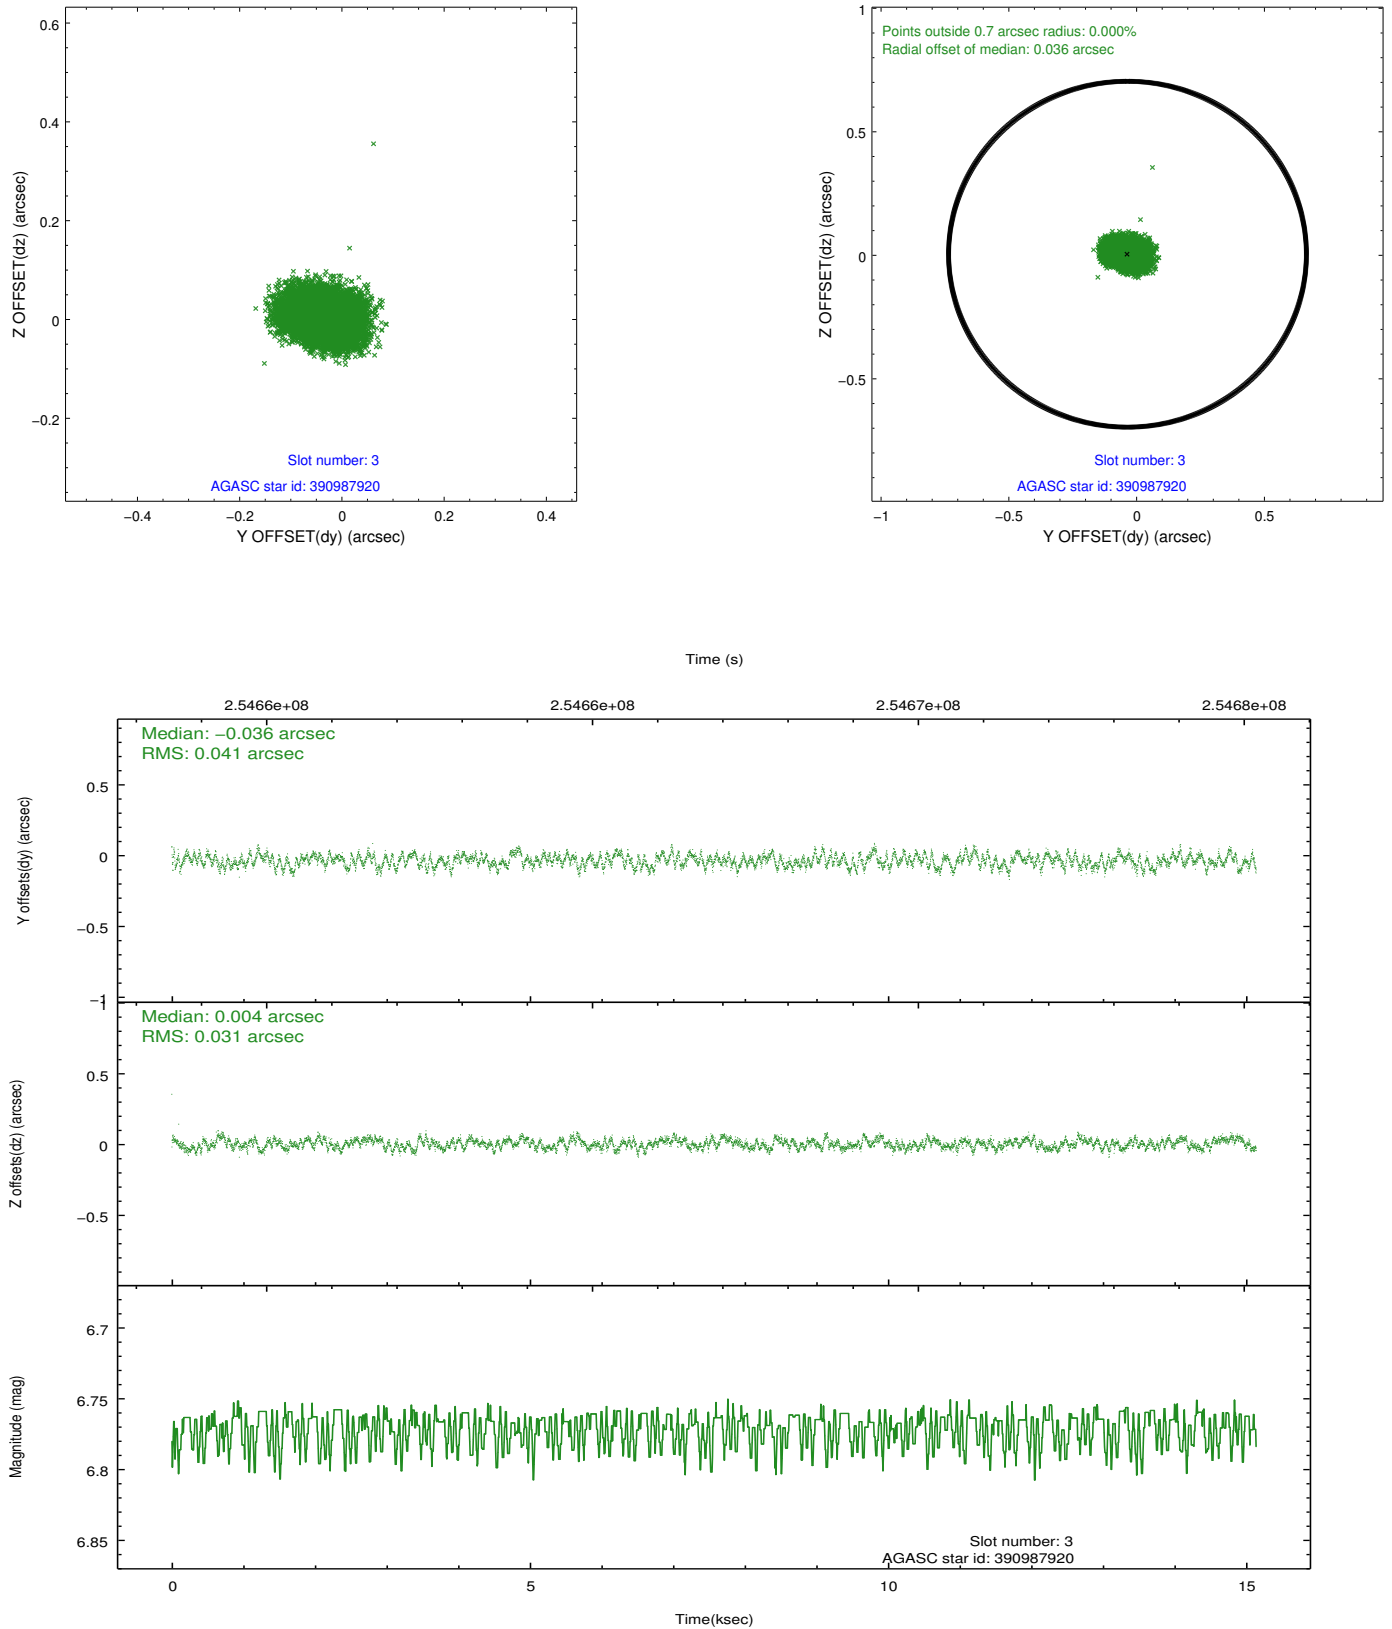 0.6
0.4
0.2
0
−0.2
Z OFFSET(dz) (arcsec)
Slot number: 3
AGASC star id: 390987920
−0.4 −0.2 0 0.2 0.4
Y OFFSET(dy) (arcsec)
Points outside 0.7 arcsec radius: 0.000%
Radial offset of median: 0.036 arcsec
1
0.5
0
−0.5
Z OFFSET(dz) (arcsec)
Slot number: 3
AGASC star id: 390987920
−1 −0.5 0 0.5
Y OFFSET(dy) (arcsec)
Time (s)
2.5466e+08 2.5466e+08 2.5467e+08 2.5468e+08
Median: −0.036 arcsec
RMS: 0.041 arcsec
0.5
0
−0.5
−1
Y offsets(dy) (arcsec)
Median: 0.004 arcsec
RMS: 0.031 arcsec
1
0.5
0
−0.5
Z offsets(dz) (arcsec)
6.7
6.75
6.8
6.85
Magnitude (mag)
Slot number: 3
AGASC star id: 390987920
0 5 10 15
Time(ksec)